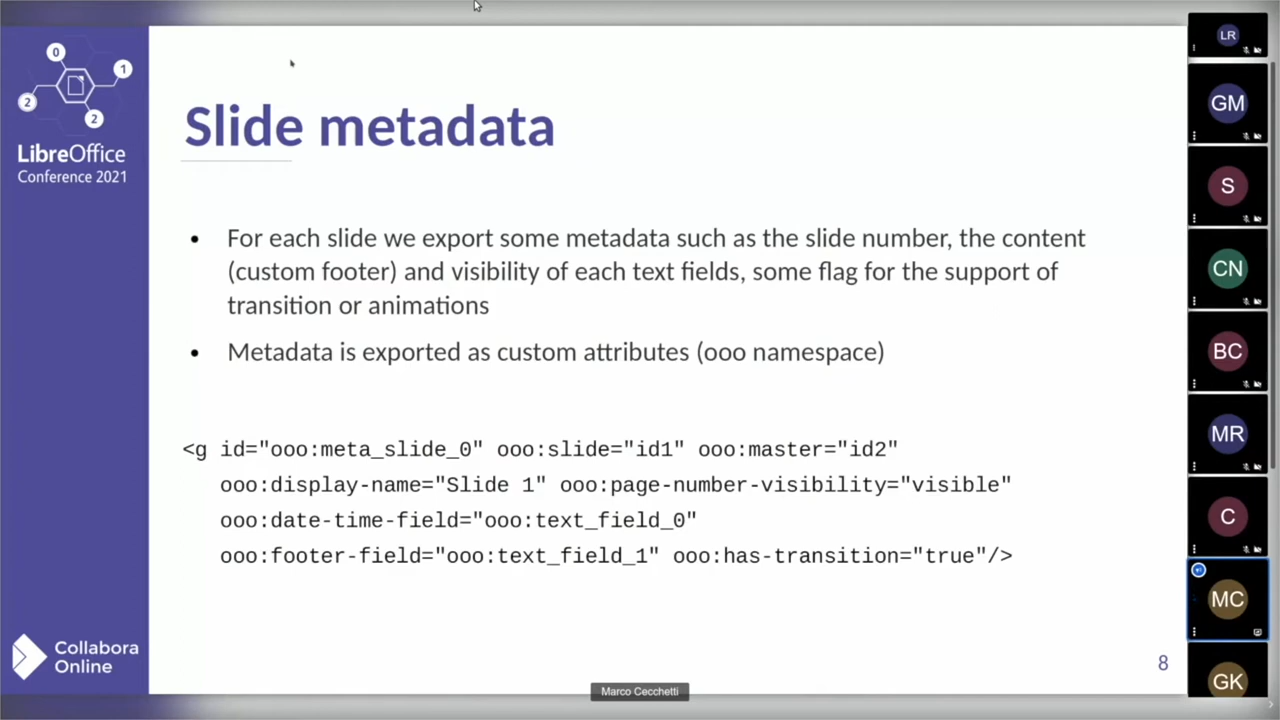 0
1
2
2
LibreOffice
Conference 2021
Slide metadata
• For each slide we export some metadata such as the slide number, the content
(custom footer) and visibility of each text fields, some flag for the support of
transition or animations
• Metadata is exported as custom attributes (ooo namespace)
<g id="ooo:meta_slide_0" ooo:slide="id1" ooo:master="id2"
ooo:display-name="Slide 1" ooo:page-number-visibility="visible"
ooo:date-time-field="ooo:text_field_0"
ooo:footer-field="ooo:text_field_1" ooo:has-transition="true"/>
Collabora
Online
8
Marco Cecchetti
LR
GM
S
CN
BC
MR
C
MC
GK